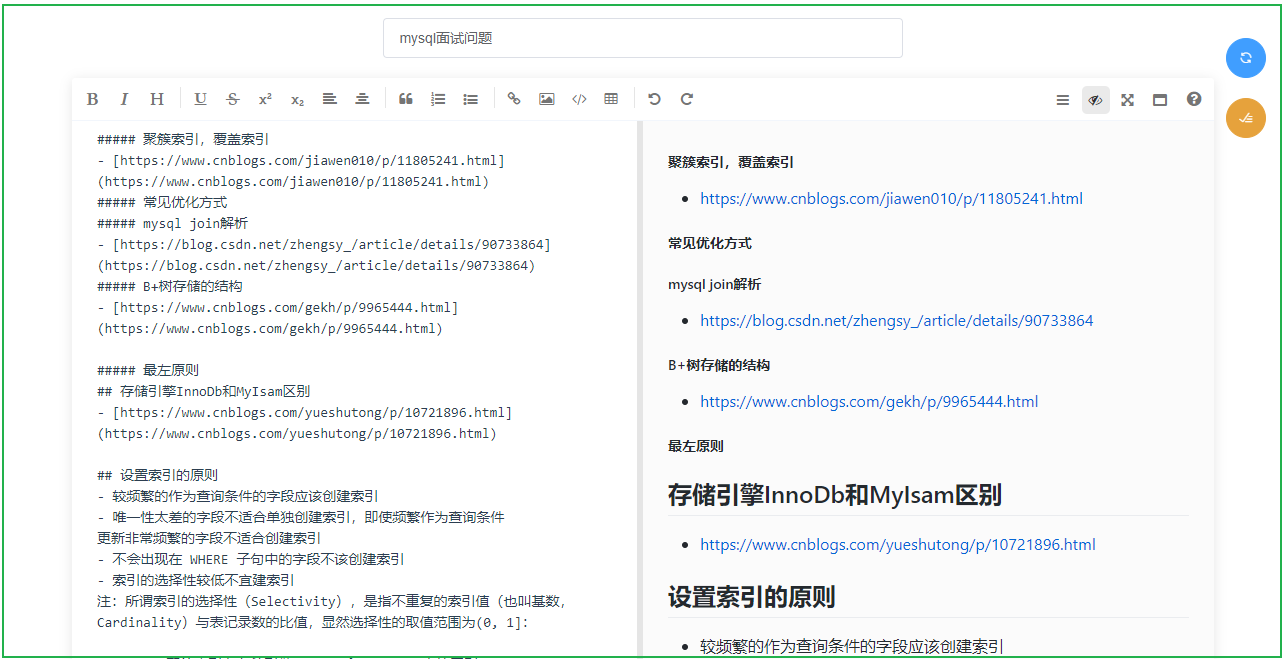 mysql面试问题
B I H U S x² x₂
##### 聚簇索引，覆盖索引
- [https://www.cnblogs.com/jiawen010/p/11805241.html]
(https://www.cnblogs.com/jiawen010/p/11805241.html)
##### 常见优化方式
##### mysql join解析
- [https://blog.csdn.net/zhengsy_/article/details/90733864]
(https://blog.csdn.net/zhengsy_/article/details/90733864)
##### B+树存储的结构
- [https://www.cnblogs.com/gekh/p/9965444.html]
(https://www.cnblogs.com/gekh/p/9965444.html)
##### 最左原则
## 存储引擎InnoDb和MyIsam区别
- [https://www.cnblogs.com/yueshutong/p/10721896.html]
(https://www.cnblogs.com/yueshutong/p/10721896.html)
## 设置索引的原则
- 较频繁的作为查询条件的字段应该创建索引
- 唯一性太差的字段不适合单独创建索引，即使频繁作为查询条件
更新非常频繁的字段不适合创建索引
- 不会出现在 WHERE 子句中的字段不该创建索引
- 索引的选择性较低不宜建索引
注：所谓索引的选择性（Selectivity），是指不重复的索引值（也叫基数，
Cardinality）与表记录数的比值，显然选择性的取值范围为(0, 1]：
聚簇索引，覆盖索引
• https://www.cnblogs.com/jiawen010/p/11805241.html
常见优化方式
mysql join解析
• https://blog.csdn.net/zhengsy_/article/details/90733864
B+树存储的结构
• https://www.cnblogs.com/gekh/p/9965444.html
最左原则
存储引擎InnoDb和MyIsam区别
• https://www.cnblogs.com/yueshutong/p/10721896.html
设置索引的原则
• 较频繁的作为查询条件的字段应该创建索引